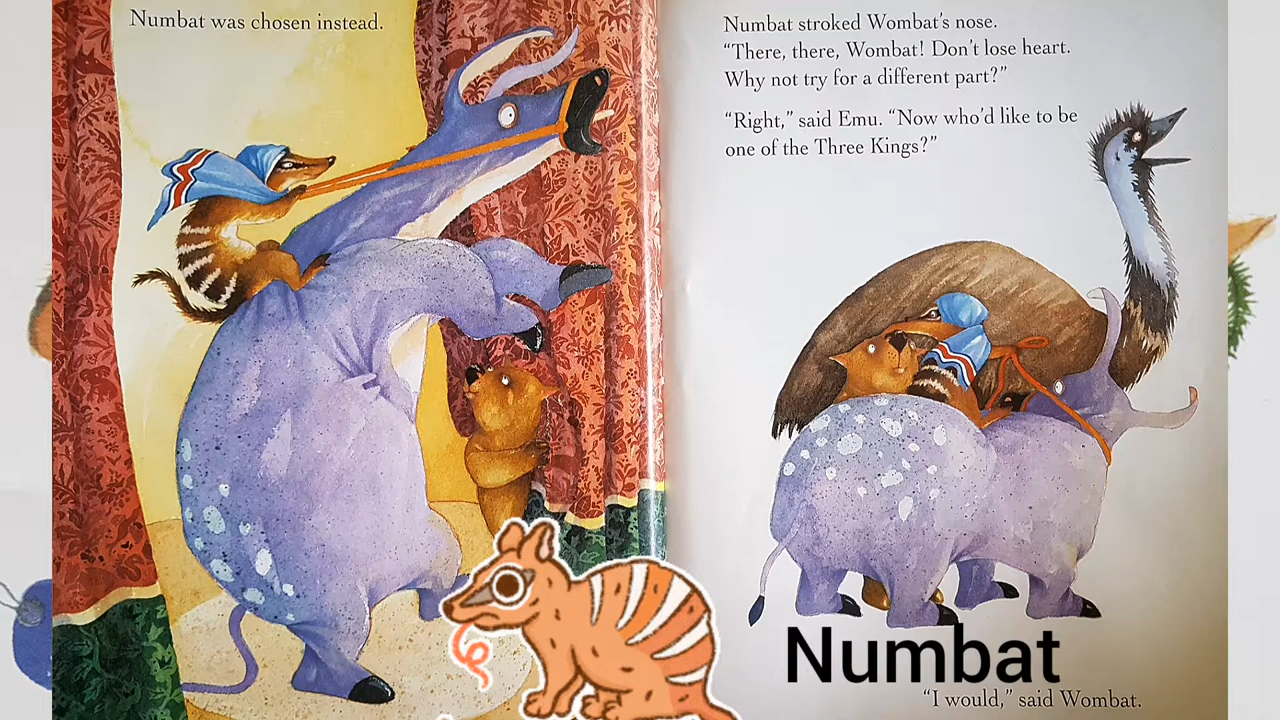 Numbat was chosen instead.
Numbat stroked Wombat’s nose.
“There, there, Wombat! Don’t lose heart.
Why not try for a different part?”
“Right,” said Emu. “Now who’d like to be
one of the Three Kings?”
Numbat
“I would,” said Wombat.